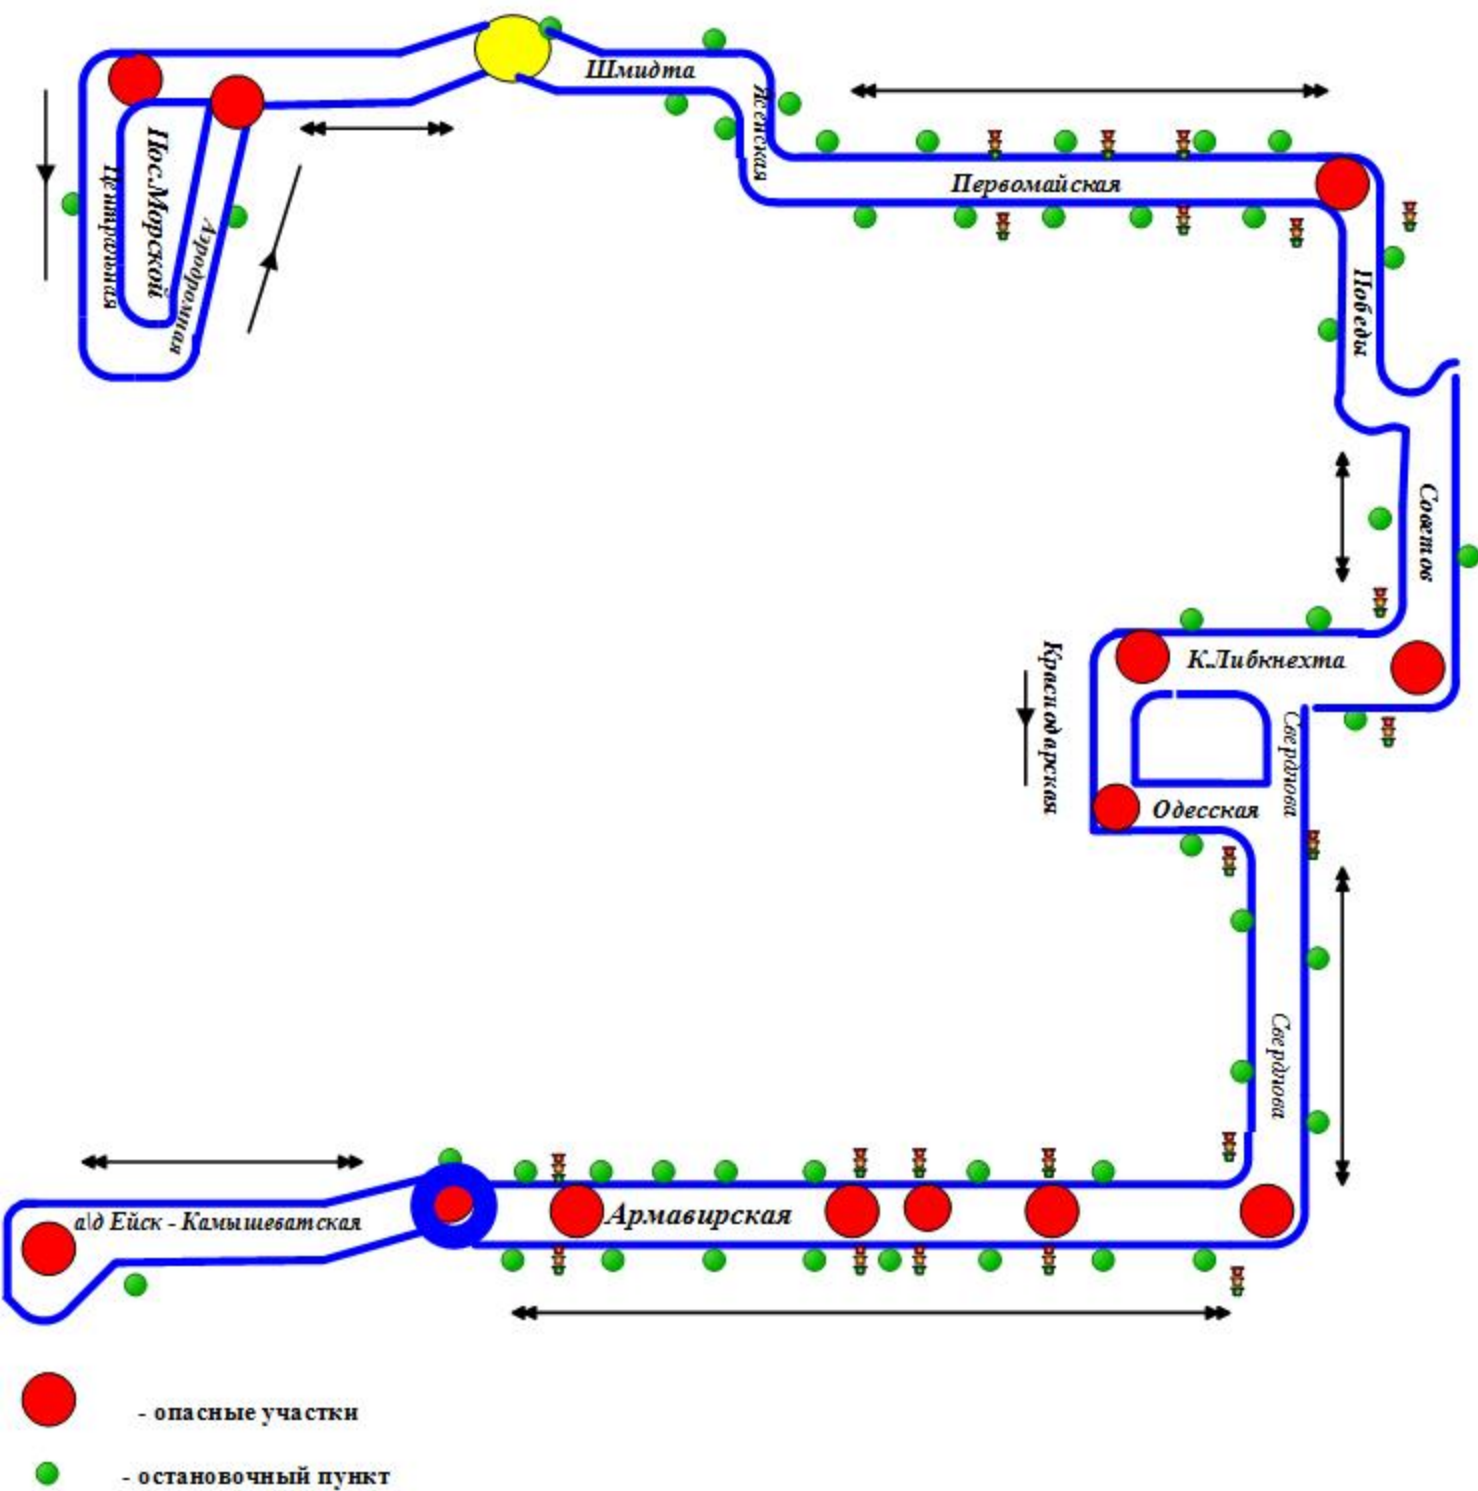 Шмидта
Ясенская
Первомайская
Пос.Морской
Центральная
Аэродромная
Победы
Советов
К.Либкнехта
Краснодарская
Свердлова
Одесская
Свердлова
а\д Ейск - Камышеватская
Армавирская
- опасные участки
- остановочный пункт